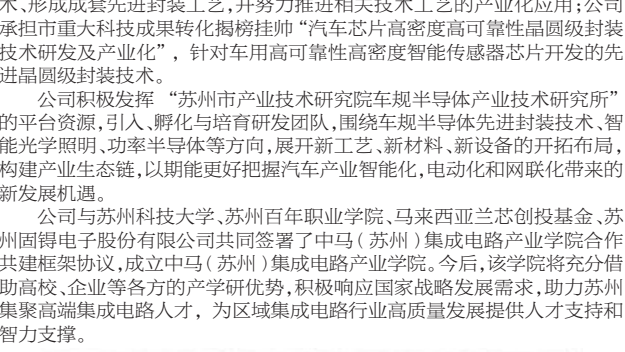 术、形成成套先进封装工艺,并努力推进相关技术工艺的产业化应用;公司
承担市重大科技成果转化揭榜挂帅“汽车芯片高密度高可靠性晶圆级封装
技术研发及产业化”，针对车用高可靠性高密度智能传感器芯片开发的先
进晶圆级封装技术。
公司积极发挥 “苏州市产业技术研究院车规半导体产业技术研究所”
的平台资源,引入、孵化与培育研发团队,围绕车规半导体先进封装技术、智
能光学照明、功率半导体等方向,展开新工艺、新材料、新设备的开拓布局,
构建产业生态链,以期能更好把握汽车产业智能化,电动化和网联化带来的
新发展机遇。
公司与苏州科技大学、苏州百年职业学院、马来西亚兰芯创投基金、苏
州固锝电子股份有限公司共同签署了中马(苏州)集成电路产业学院合作
共建框架协议,成立中马(苏州)集成电路产业学院。今后,该学院将充分借
助高校、企业等各方的产学研优势,积极响应国家战略发展需求,助力苏州
集聚高端集成电路人才，为区域集成电路行业高质量发展提供人才支持和
智力支撑。